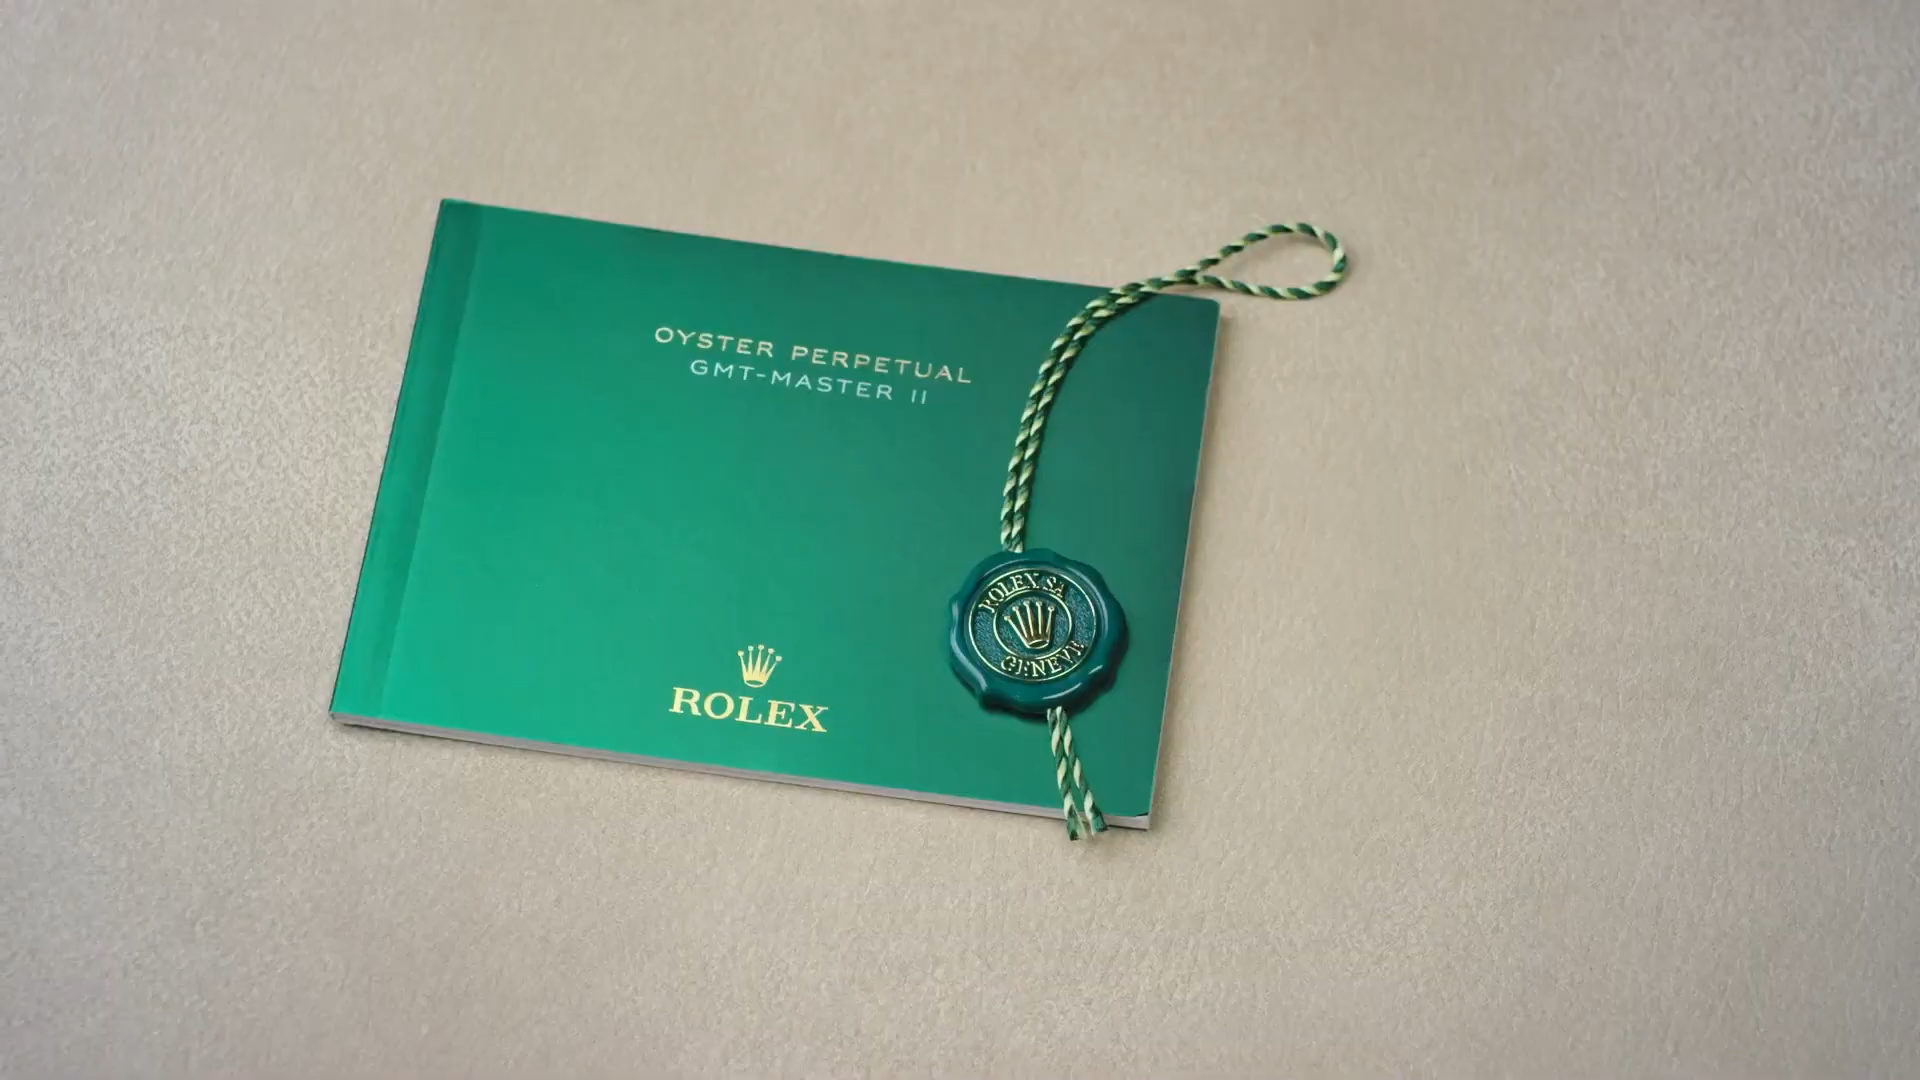 OYSTER PERPETUAL
GMT-MASTER II
ROLEX SA
GENEVE
ROLEX